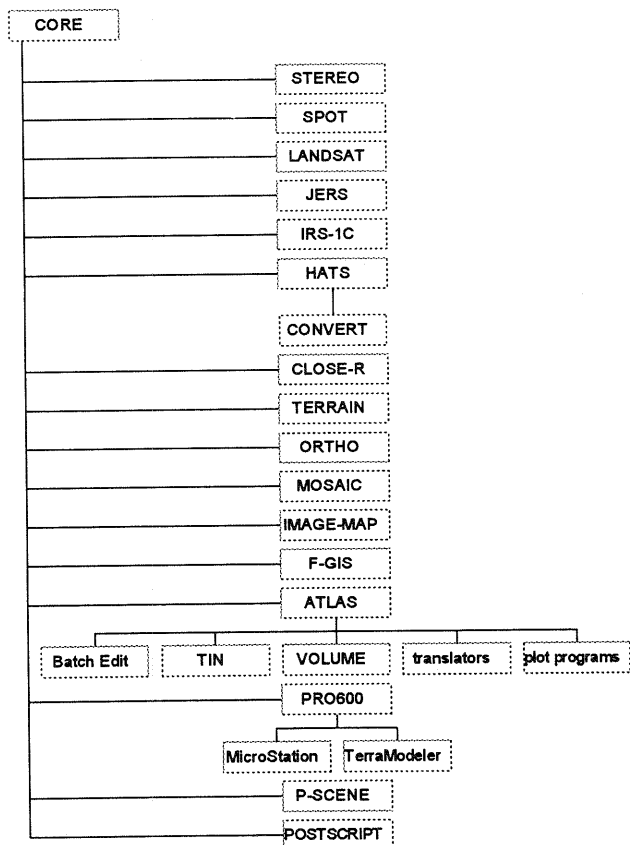 CORE
STEREO
SPOT
LANDSAT
JERS
IRS-1C
HATS
CONVERT
CLOSE-R
TERRAIN
ORTHO
MOSAIC
IMAGE-MAP
F-GIS
ATLAS
Batch Edit TIN VOLUME translators plot programs
PRO600
MicroStation TerraModeler
P-SCENE
POSTSCRIPT